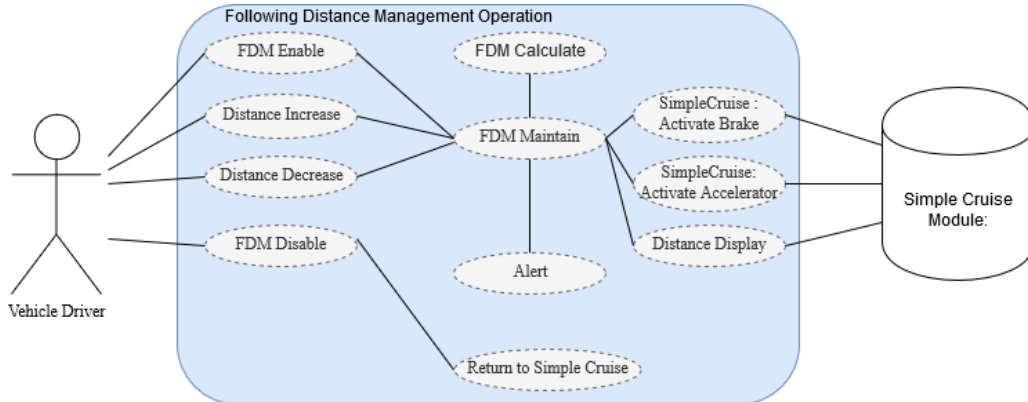 Following Distance Management Operation
FDM Enable
FDM Calculate
Distance Increase
SimpleCruise :
Activate Brake
FDM Maintain
Distance Decrease
SimpleCruise:
Activate Accelerator
Simple Cruise
Module:
FDM Disable
Distance Display
Alert
Vehicle Driver
Return to Simple Cruise